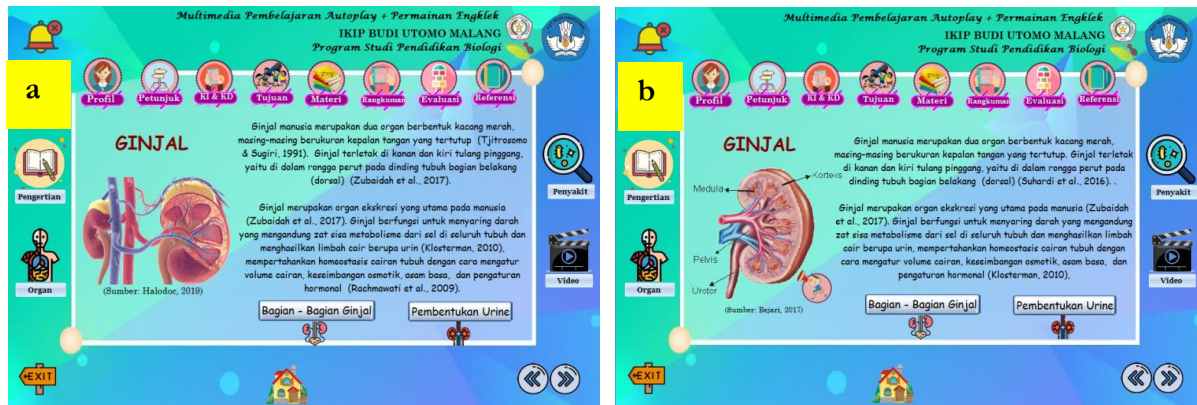 Multimedia Pembelajaran Autoplay + Permainan Engklek
IKIP BUDI UTOMO MALANG
Program Studi Pendidikan Biologi
a
Profil
Petunjuk
KI & KD
Tujuan
Materi
Rangkuman
Evaluasi
Referensi
GINJAL
Ginjal manusia merupakan dua organ berbentuk kacang merah,
masing-masing berukuran kepalan tangan yang tertutup (Tjitrosomo
& Sugiri, 1991). Ginjal terletak di kanan dan kiri tulang pinggang,
yaitu di dalam rongga perut pada dinding tubuh bagian belakang
(dorsal) (Zubaidah et al., 2017).
Ginjal merupakan organ ekskresi yang utama pada manusia
(Zubaidah et al., 2017). Ginjal berfungsi untuk menyaring darah
yang mengandung zat sisa metabolisme dari sel di seluruh tubuh dan
menghasilkan limbah cair berupa urin (Klosterman, 2010),
mempertahankan homeostasis cairan tubuh dengan cara mengatur
volume cairan, keseimbangan osmotik, asam basa, dan pengaturan
hormonal (Rachmawati et al., 2009).
(Sumber: Halodoc, 2019)
Pengertian
Organ
Penyakit
Video
Bagian - Bagian Ginjal
Pembentukan Urine
EXIT
Multimedia Pembelajaran Autoplay + Permainan Engklek
IKIP BUDI UTOMO MALANG
Program Studi Pendidikan Biologi
b
Profil
Petunjuk
KI & KD
Tujuan
Materi
Rangkuman
Evaluasi
Referensi
GINJAL
Medula
Korteks
Pelvis
Uretor
(Sumber: Bejari, 2017)
Ginjal manusia merupakan dua organ berbentuk kacang merah,
masing-masing berukuran kepalan tangan yang tertutup. Ginjal terletak
di kanan dan kiri tulang pinggang, yaitu di dalam rongga perut pada
dinding tubuh bagian belakang (dorsal) (Suhardi et al., 2016). .
Ginjal merupakan organ ekskresi yang utama pada manusia (Zubaidah
et al., 2017). Ginjal berfungsi untuk menyaring darah yang mengandung
zat sisa metabolisme dari sel di seluruh tubuh dan menghasilkan limbah
cair berupa urin, mempertahankan homeostasis cairan tubuh dengan
cara mengatur volume cairan, keseimbangan osmotik, asam basa, dan
pengaturan hormonal (Klosterman, 2010),
Pengertian
Organ
Penyakit
Video
Bagian - Bagian Ginjal
Pembentukan Urine
EXIT